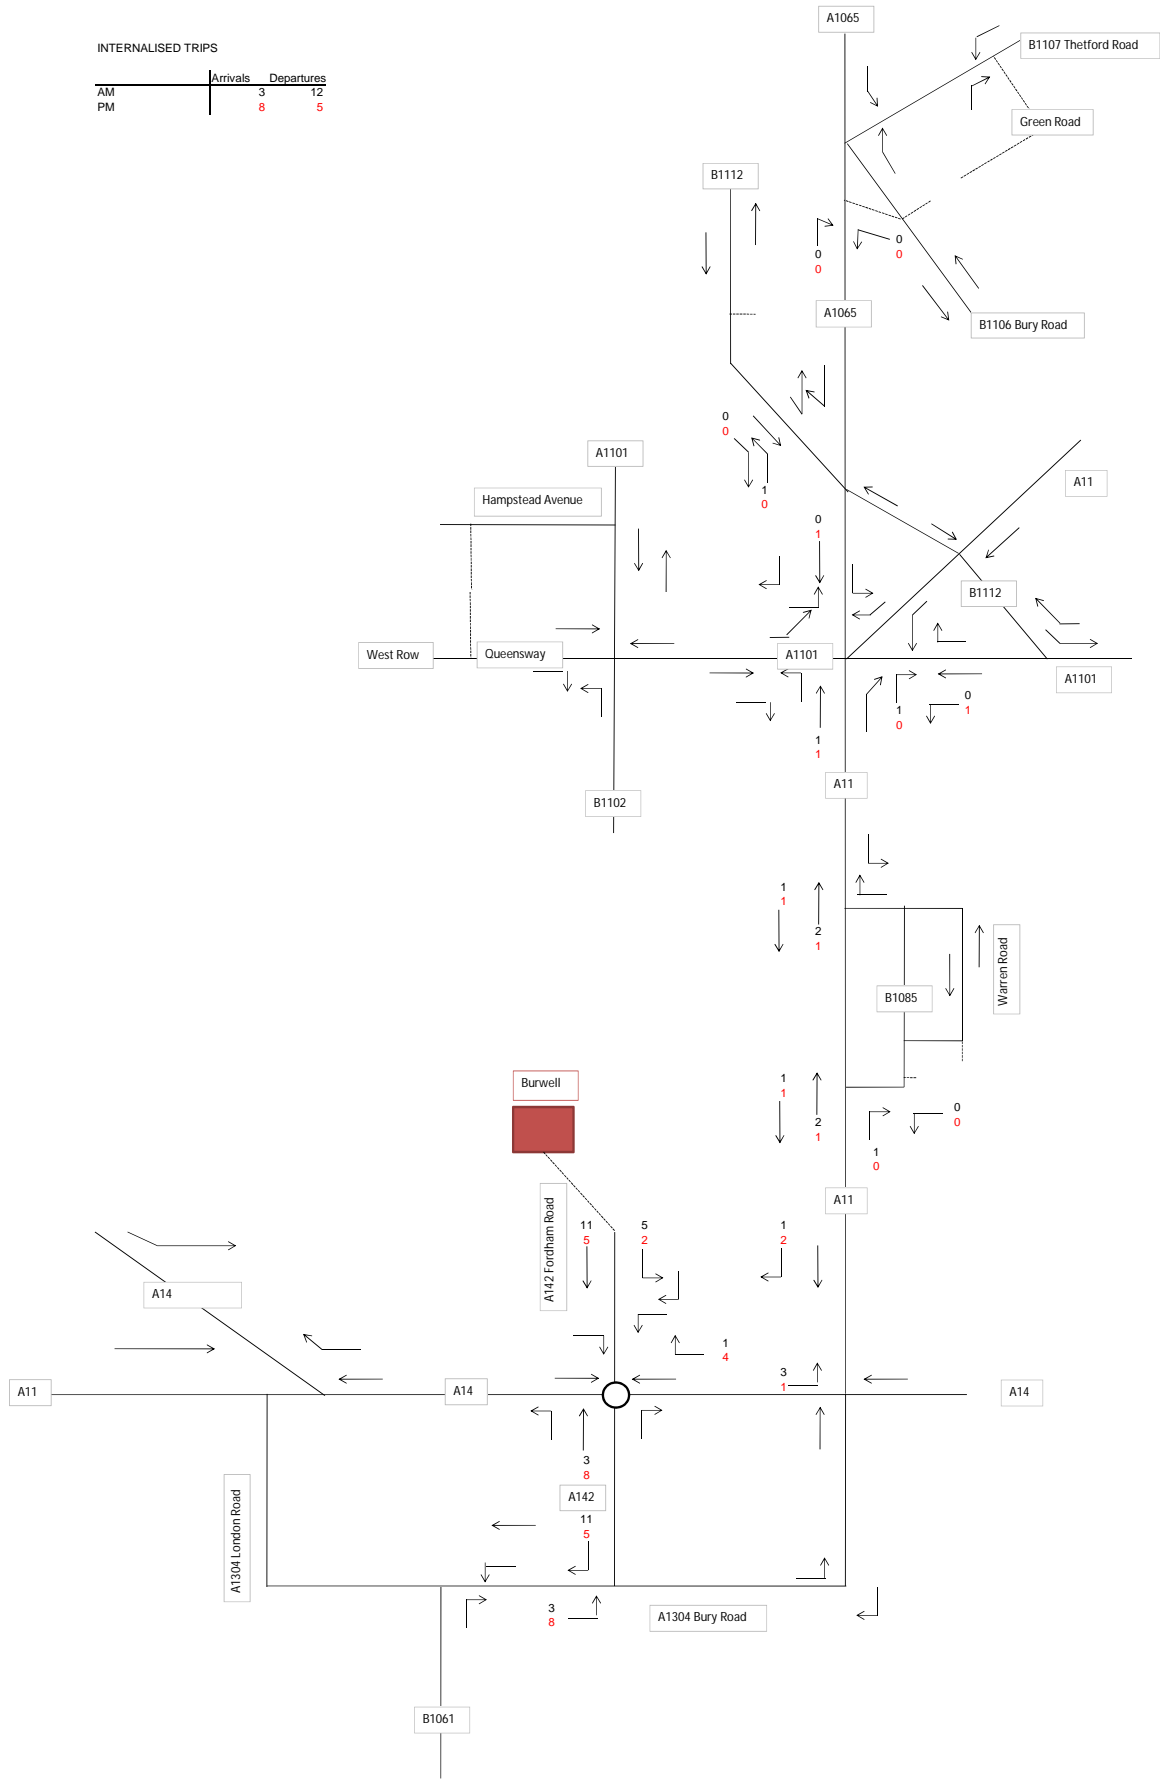 A1065
INTERNALISED TRIPS
B1107 Thetford Road
Arrivals Departures
AM 3 12
PM 8 5
Green Road
B1112
0
0
0
0
A1065
B1106 Bury Road
0
0
A1101
A11
Hampstead Avenue
1
0
0
1
B1112
West Row
Queensway
A1101
A1101
1
0
0
1
1
1
A11
B1102
1
1
2
1
Warren Road
B1085
Burwell
1
1
2
1
0
0
1
0
A142 Fordham Road
A11
11
5
5
2
1
2
A14
1
4
3
1
A11
A14
A14
3
8
A1304 London Road
A142
11
5
3
8
A1304 Bury Road
B1061